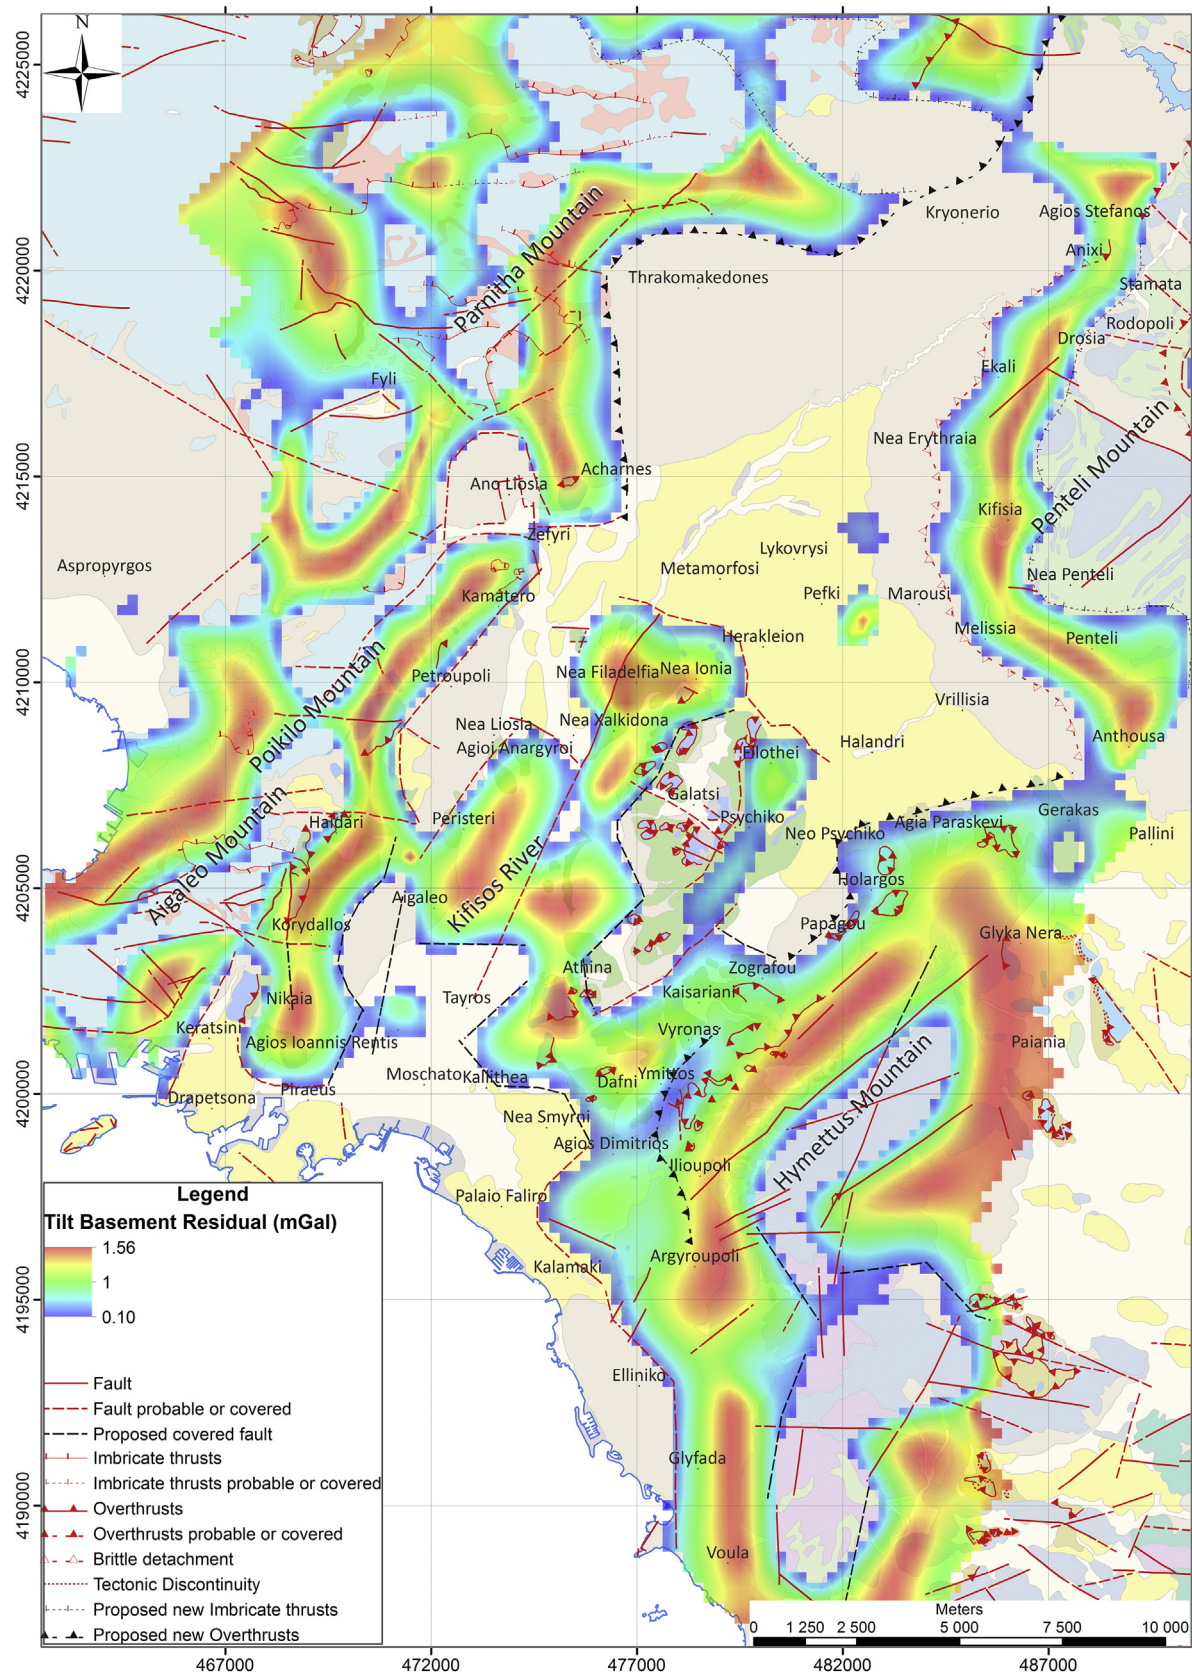 N
4225000
4220000
4215000
4210000
4205000
4200000
4195000
4190000
Kryonerio
Agios Stefanos
Anixi
Thrakomakedones
Stamata
Parnitha Mountain
Rodopoli
Drosia
Ekali
Fyli
Nea Erythraia
Penteli Mountain
Acharnes
Ano Liosia
Kifisia
Zefyri
Lykovrysi
Aspropyrgos
Metamorfosi
Nea Penteli
Kamatero
Pefki
Marousi
Melissia
Penteli
Herakleion
Poikilo Mountain
Petroupoli
Nea Filadelfia
Nea Ionia
Vrillisia
Nea Liosia
Nea Xalkidona
Anthousa
Agioi Anargyroi
Filothei
Halandri
Galatsi
Aigaleo Mountain
Haidari
Peristeri
Psychiko
Neo Psychiko
Agia Paraskevi
Gerakas
Pallini
Kifisos River
Holargos
Aigaleo
Korydallos
Papagou
Glyka Nera
Athina
Zografou
Nikaia
Tayros
Kaisariani
Keratsini
Agios Ioannis Rentis
Vyronas
Paiania
Moschato
Kallithea
Dafni
Ymittos
Piraeus
Drapetsona
Nea Smyrni
Hymettus Mountain
Agios Dimitrios
Ilioupoli
Palaio Faliro
Argyroupoli
Kalamaki
Elliniko
Glyfada
Voula
Legend
Tilt Basement Residual (mGal)
1.56
1
0.10
Fault
Fault probable or covered
Proposed covered fault
Imbricate thrusts
Imbricate thrusts probable or covered
Overthrusts
Overthrusts probable or covered
Brittle detachment
Tectonic Discontinuity
Proposed new Imbricate thrusts
Proposed new Overthrusts
Meters
0 1 250 2 500 5 000 7 500 10 000
467000 472000 477000 482000 487000